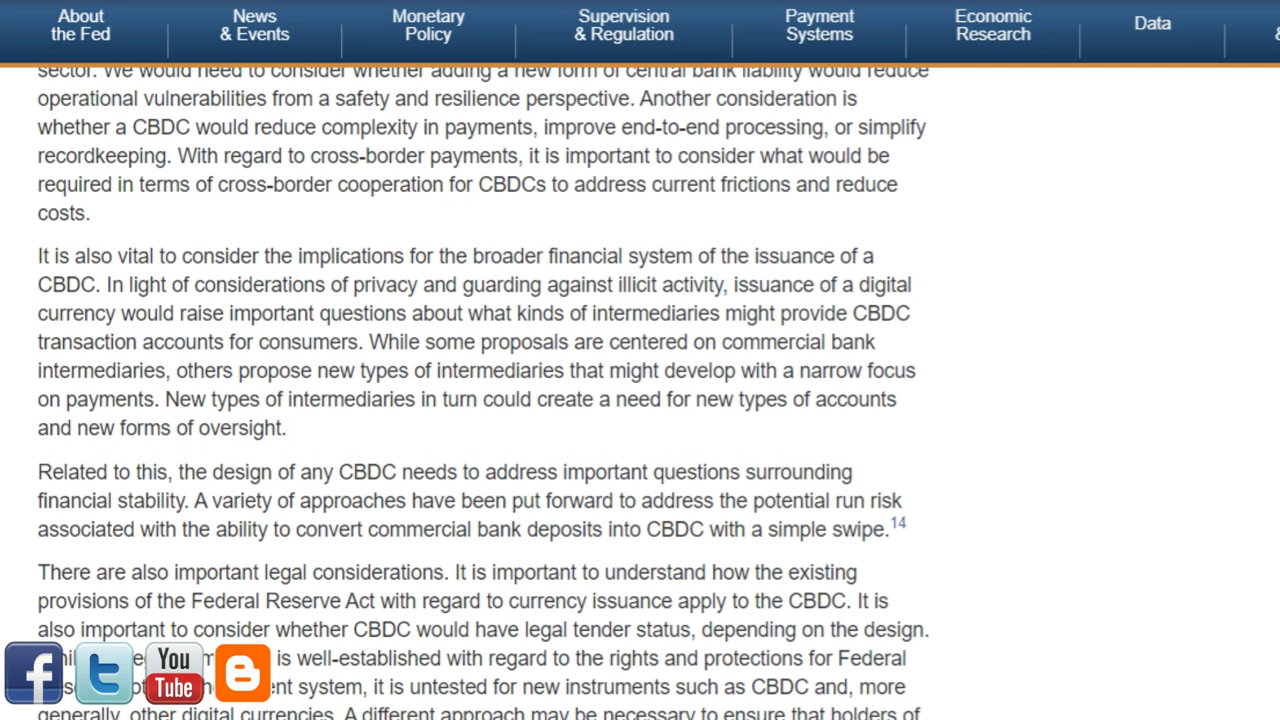 About
the Fed
News
& Events
Monetary
Policy
Supervision
& Regulation
Payment
Systems
Economic
Research
Data
&
sector. We would need to consider whether adding a new form of central bank liability would reduce
operational vulnerabilities from a safety and resilience perspective. Another consideration is
whether a CBDC would reduce complexity in payments, improve end-to-end processing, or simplify
recordkeeping. With regard to cross-border payments, it is important to consider what would be
required in terms of cross-border cooperation for CBDCs to address current frictions and reduce
costs.
It is also vital to consider the implications for the broader financial system of the issuance of a
CBDC. In light of considerations of privacy and guarding against illicit activity, issuance of a digital
currency would raise important questions about what kinds of intermediaries might provide CBDC
transaction accounts for consumers. While some proposals are centered on commercial bank
intermediaries, others propose new types of intermediaries that might develop with a narrow focus
on payments. New types of intermediaries in turn could create a need for new types of accounts
and new forms of oversight.
Related to this, the design of any CBDC needs to address important questions surrounding
financial stability. A variety of approaches have been put forward to address the potential run risk
associated with the ability to convert commercial bank deposits into CBDC with a simple swipe.14
There are also important legal considerations. It is important to understand how the existing
provisions of the Federal Reserve Act with regard to currency issuance apply to the CBDC. It is
also important to consider whether CBDC would have legal tender status, depending on the design.
is well-established with regard to the rights and protections for Federal
system, it is untested for new instruments such as CBDC and, more
generally, other digital currencies. A different approach may be necessary to ensure that holders of
f
t
You
Tube
B